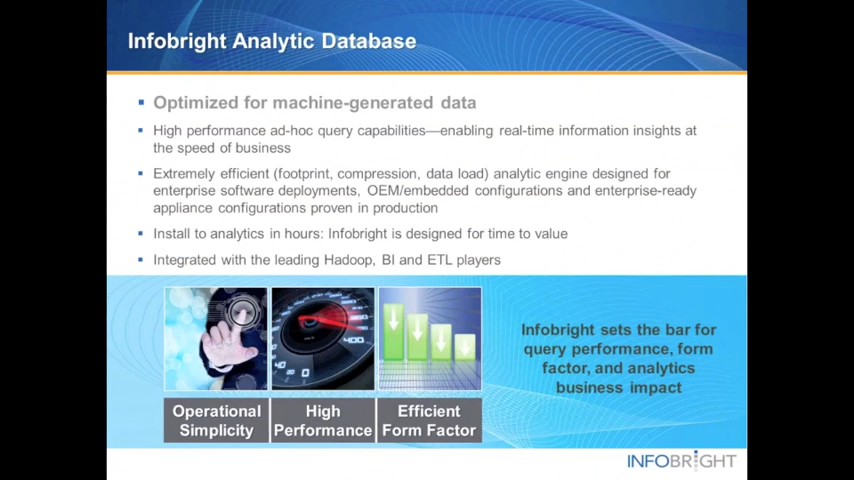 Infobright Analytic Database
Optimized for machine-generated data
High performance ad-hoc query capabilities—enabling real-time information insights at
the speed of business
Extremely efficient (footprint, compression, data load) analytic engine designed for
enterprise software deployments, OEM/embedded configurations and enterprise-ready
appliance configurations proven in production
Install to analytics in hours: Infobright is designed for time to value
Integrated with the leading Hadoop, BI and ETL players
Operational
Simplicity
High
Performance
Efficient
Form Factor
Infobright sets the bar for
query performance, form
factor, and analytics
business impact
INFOBRIGHT